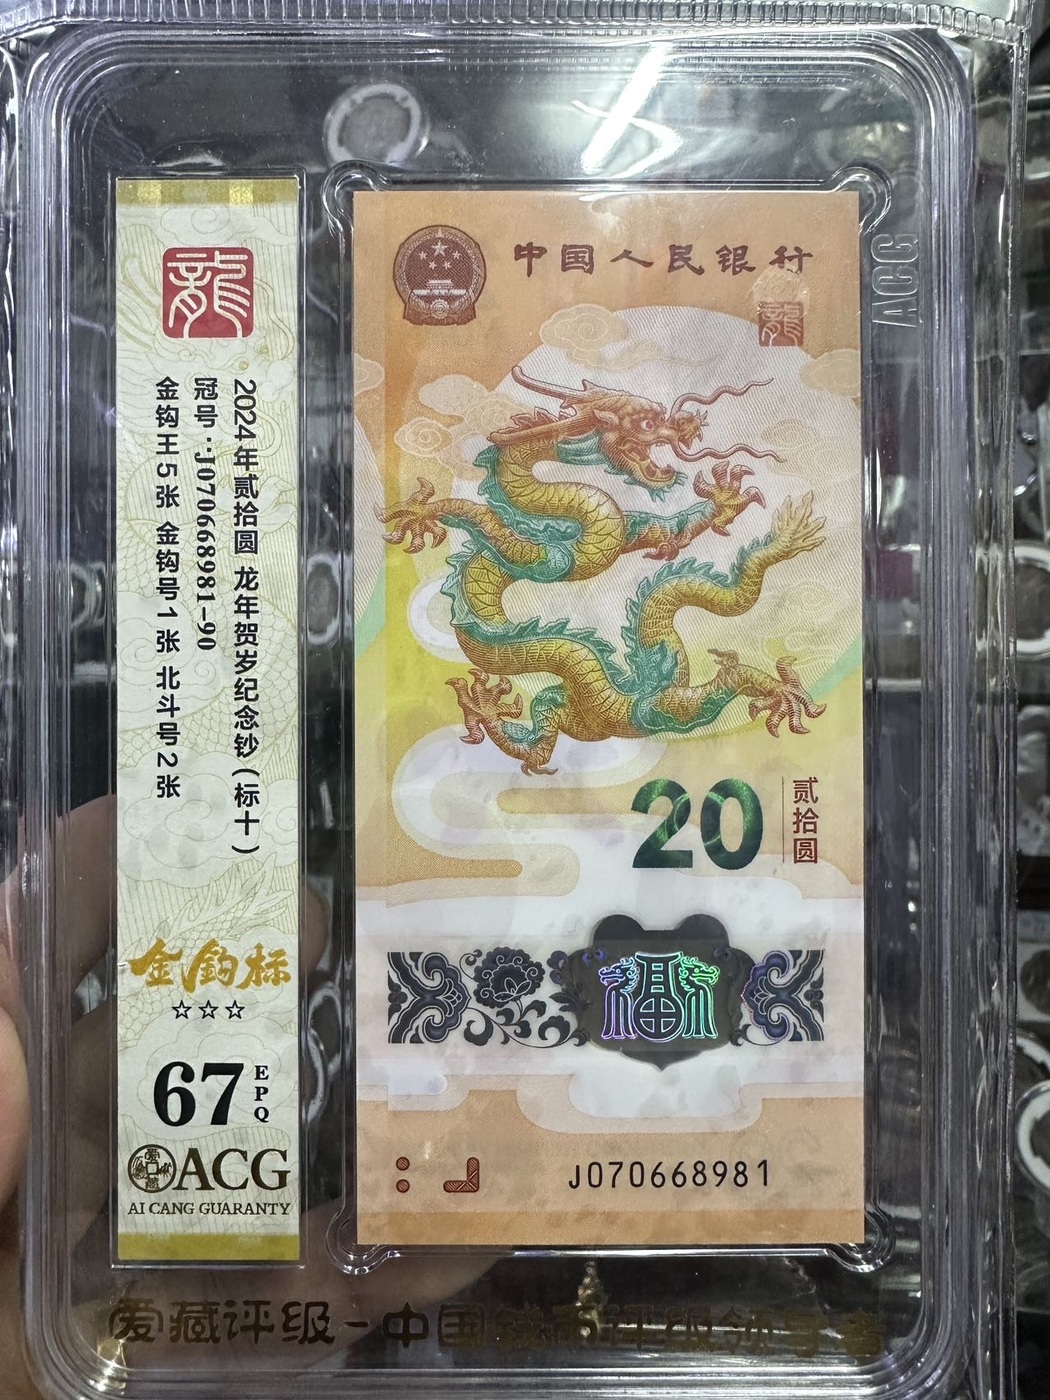 龍
2024年贰拾圆 龙年贺岁纪念钞(标十)
冠号:J070668981-90
金钩王5张 金钩号1张 北斗号2张
金钩标
☆☆☆
67
EPQ
ACG
AI CANG GUARANTY
中国人民银行
龍
20
贰拾圆
福
J070668981
ACG
爱藏评级-中国钱币评级领导者